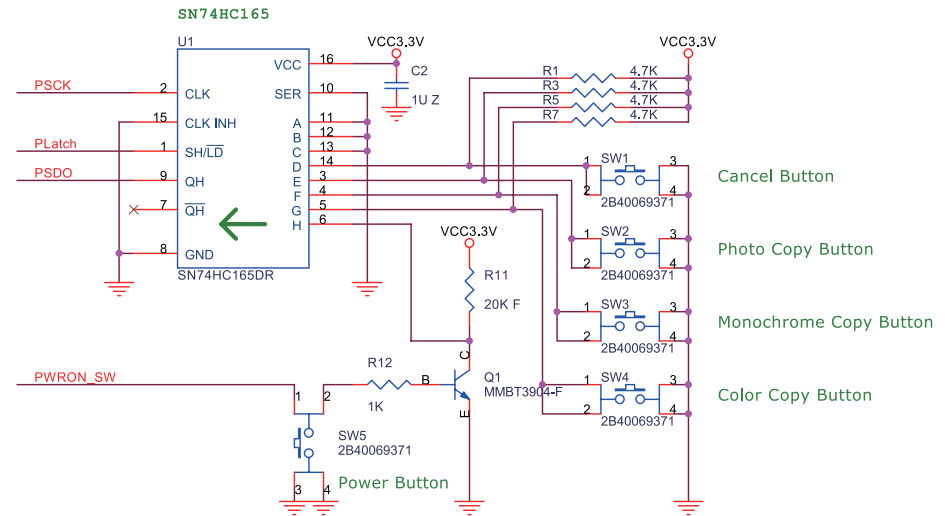 SN74HC165
U1
VCC3.3V
VCC3.3V
16
VCC
C2
1U Z
R1 4.7K
R3 4.7K
R5 4.7K
R7 4.7K
PSCK 2 CLK
SER 10
15 CLK INH
A 11
B 12
C 13
PLatch 1 SH/LD
D 14
PSDO 9 QH
E 3
F 4
7 QH
G 5
H 6
8 GND
SN74HC165DR
1 SW1 3
2 4
2B40069371
Cancel Button
1 SW2 3
2 4
2B40069371
Photo Copy Button
VCC3.3V
R11
20K F
1 SW3 3
2 4
2B40069371
Monochrome Copy Button
PWRON_SW
R12
1K
B
C
E
Q1
MMBT3904-F
1 SW4 3
2 4
2B40069371
Color Copy Button
1 2
SW5
2B40069371
3 4
Power Button